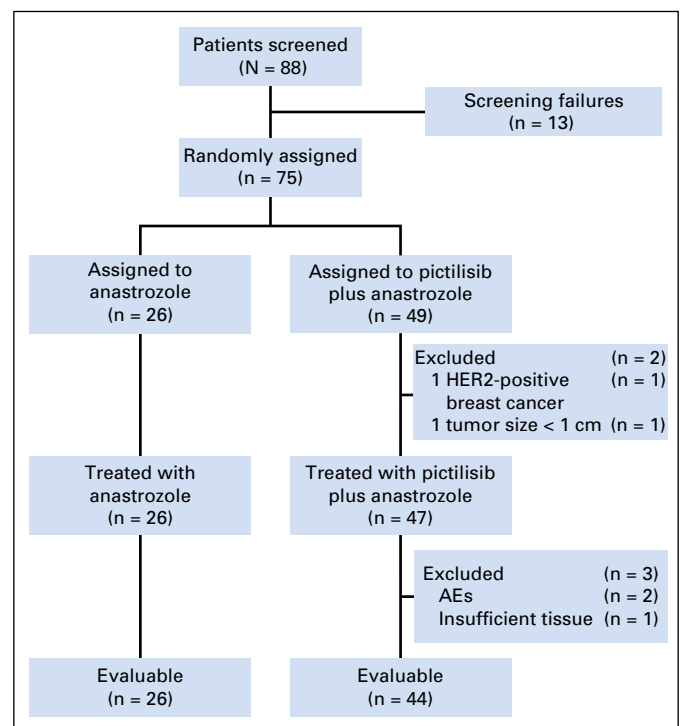 Patients screened
(N = 88)
Screening failures
(n = 13)
Randomly assigned
(n = 75)
Assigned to
anastrozole
(n = 26)
Assigned to pictilisib
plus anastrozole
(n = 49)
Excluded (n = 2)
1 HER2-positive (n = 1)
breast cancer
1 tumor size < 1 cm (n = 1)
Treated with
anastrozole
(n = 26)
Treated with pictilisib
plus anastrozole
(n = 47)
Excluded (n = 3)
AEs (n = 2)
Insufficient tissue (n = 1)
Evaluable
(n = 26)
Evaluable
(n = 44)